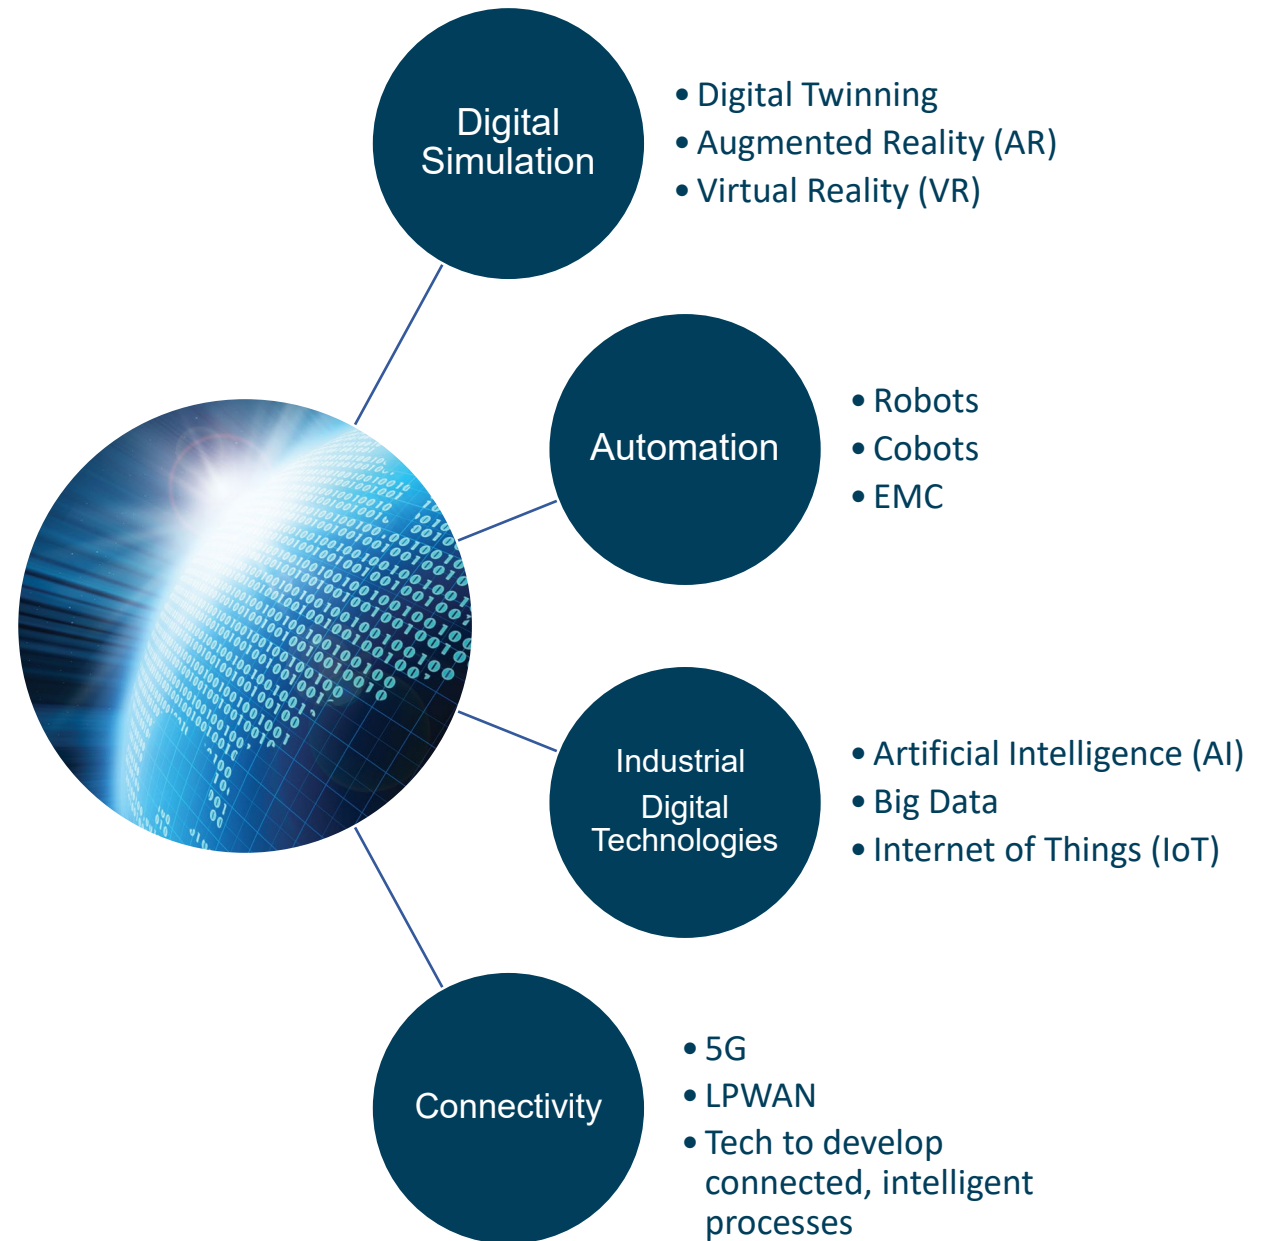 Digital
Simulation
• Digital Twinning
• Augmented Reality (AR)
• Virtual Reality (VR)
Automation
• Robots
• Cobots
• EMC
Industrial
Digital
Technologies
• Artificial Intelligence (AI)
• Big Data
• Internet of Things (IoT)
Connectivity
• 5G
• LPWAN
• Tech to develop
connected, intelligent
processes